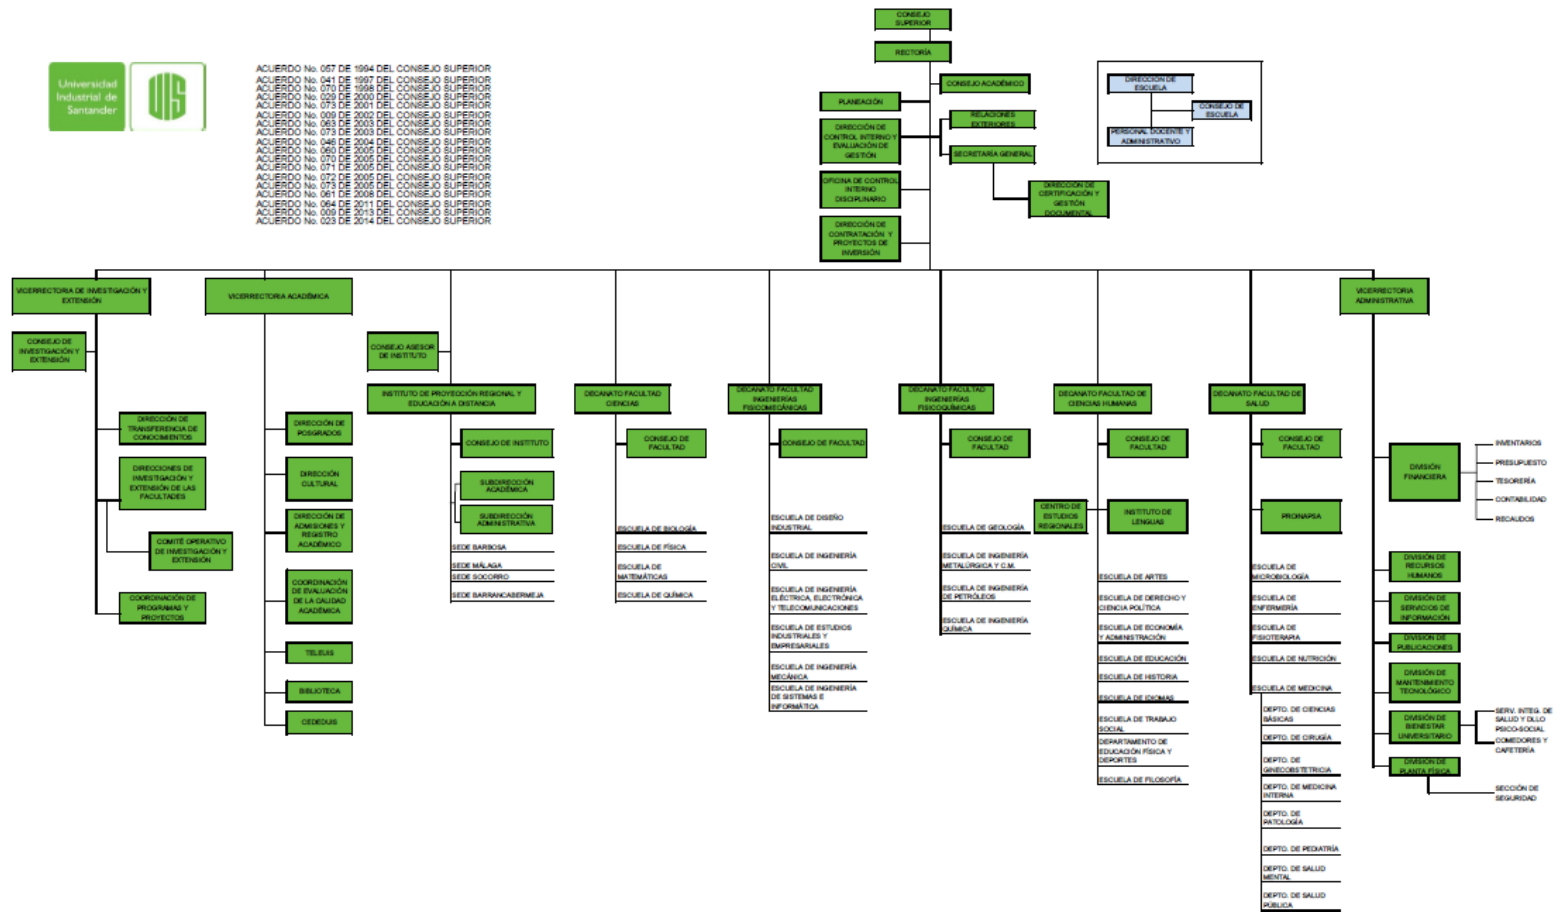 CONSEJO
SUPERIOR
RECTORÍA
Universidad
Industrial de
Santander
UIS
ACUERDO No. 057 DE 1994 DEL CONSEJO SUPERIOR
ACUERDO No. 041 DE 1997 DEL CONSEJO SUPERIOR
ACUERDO No. 070 DE 1998 DEL CONSEJO SUPERIOR
ACUERDO No. 029 DE 2000 DEL CONSEJO SUPERIOR
ACUERDO No. 073 DE 2001 DEL CONSEJO SUPERIOR
ACUERDO No. 009 DE 2002 DEL CONSEJO SUPERIOR
ACUERDO No. 063 DE 2003 DEL CONSEJO SUPERIOR
ACUERDO No. 073 DE 2003 DEL CONSEJO SUPERIOR
ACUERDO No. 046 DE 2004 DEL CONSEJO SUPERIOR
ACUERDO No. 060 DE 2005 DEL CONSEJO SUPERIOR
ACUERDO No. 070 DE 2005 DEL CONSEJO SUPERIOR
ACUERDO No. 071 DE 2005 DEL CONSEJO SUPERIOR
ACUERDO No. 072 DE 2005 DEL CONSEJO SUPERIOR
ACUERDO No. 073 DE 2005 DEL CONSEJO SUPERIOR
ACUERDO No. 061 DE 2008 DEL CONSEJO SUPERIOR
ACUERDO No. 064 DE 2011 DEL CONSEJO SUPERIOR
ACUERDO No. 009 DE 2013 DEL CONSEJO SUPERIOR
ACUERDO No. 023 DE 2014 DEL CONSEJO SUPERIOR
CONSEJO ACADÉMICO
PLANEACIÓN
RELACIONES
EXTERIORES
DIRECCIÓN DE
CONTROL INTERNO Y
EVALUACIÓN DE
GESTIÓN
SECRETARÍA GENERAL
OFICINA DE CONTROL
INTERNO
DISCIPLINARIO
DIRECCIÓN DE
CERTIFICACIÓN Y
GESTIÓN
DOCUMENTAL
DIRECCIÓN DE
CONTRATACIÓN Y
PROYECTOS DE
INVERSIÓN
DIRECCIÓN DE
ESCUELA
CONSEJO DE
ESCUELA
PERSONAL DOCENTE Y
ADMINISTRATIVO
VICERRECTORIA DE INVESTIGACIÓN Y
EXTENSIÓN
CONSEJO DE
INVESTIGACIÓN Y
EXTENSIÓN
DIRECCIÓN DE
TRANSFERENCIA DE
CONOCIMIENTOS
DIRECCIONES DE
INVESTIGACIÓN Y
EXTENSIÓN DE LAS
FACULTADES
COMITÉ OPERATIVO
DE INVESTIGACIÓN Y
EXTENSIÓN
COORDINACIÓN DE
PROGRAMAS Y
PROYECTOS
VICERRECTORIA ACADÉMICA
DIRECCIÓN DE
POSGRADOS
DIRECCIÓN
CULTURAL
DIRECCIÓN DE
ADMISIONES Y
REGISTRO
ACADÉMICO
COORDINACIÓN
DE EVALUACIÓN
DE LA CALIDAD
ACADÉMICA
TELEUIS
BIBLIOTECA
CEDEDUIS
CONSEJO ASESOR
DE INSTITUTO
INSTITUTO DE PROYECCIÓN REGIONAL Y
EDUCACIÓN A DISTANCIA
CONSEJO DE INSTITUTO
SUBDIRECCIÓN
ACADÉMICA
SUBDIRECCIÓN
ADMINISTRATIVA
SEDE BARBOSA
SEDE MÁLAGA
SEDE SOCORRO
SEDE BARRANCABERMEJA
DECANATO FACULTAD
CIENCIAS
CONSEJO DE
FACULTAD
ESCUELA DE BIOLOGÍA
ESCUELA DE FÍSICA
ESCUELA DE
MATEMÁTICAS
ESCUELA DE QUÍMICA
DECANATO FACULTAD
INGENIERÍAS
FISICOMECÁNICAS
CONSEJO DE FACULTAD
ESCUELA DE DISEÑO
INDUSTRIAL
ESCUELA DE INGENIERÍA
CIVIL
ESCUELA DE INGENIERÍA
ELÉCTRICA, ELECTRÓNICA
Y TELECOMUNICACIONES
ESCUELA DE ESTUDIOS
INDUSTRIALES Y
EMPRESARIALES
ESCUELA DE INGENIERÍA
MECÁNICA
ESCUELA DE INGENIERÍA
DE SISTEMAS E
INFORMÁTICA
DECANATO FACULTAD
INGENIERÍAS
FISICOQUÍMICAS
CONSEJO DE
FACULTAD
ESCUELA DE GEOLOGÍA
ESCUELA DE INGENIERÍA
METALÚRGICA Y C.M.
ESCUELA DE INGENIERÍA
DE PETRÓLEOS
ESCUELA DE INGENIERÍA
QUÍMICA
DECANATO FACULTAD DE
CIENCIAS HUMANAS
CONSEJO DE
FACULTAD
CENTRO DE
ESTUDIOS
REGIONALES
INSTITUTO DE
LENGUAS
ESCUELA DE ARTES
ESCUELA DE DERECHO Y
CIENCIA POLÍTICA
ESCUELA DE ECONOMÍA
Y ADMINISTRACIÓN
ESCUELA DE EDUCACIÓN
ESCUELA DE HISTORIA
ESCUELA DE IDIOMAS
ESCUELA DE TRABAJO
SOCIAL
DEPARTAMENTO DE
EDUCACIÓN FÍSICA Y
DEPORTES
ESCUELA DE FILOSOFÍA
DECANATO FACULTAD DE
SALUD
CONSEJO DE
FACULTAD
PROINAPSA
ESCUELA DE
MICROBIOLOGÍA
ESCUELA DE
ENFERMERÍA
ESCUELA DE
FISIOTERAPIA
ESCUELA DE NUTRICIÓN
ESCUELA DE MEDICINA
DEPTO. DE CIENCIAS
BÁSICAS
DEPTO. DE CIRUGÍA
DEPTO. DE
GINECOBSTETRICIA
DEPTO. DE MEDICINA
INTERNA
DEPTO. DE
PATOLOGÍA
DEPTO. DE PEDIATRÍA
DEPTO. DE SALUD
MENTAL
DEPTO. DE SALUD
PÚBLICA
VICERRECTORIA
ADMINISTRATIVA
DIVISIÓN
FINANCIERA
INVENTARIOS
PRESUPUESTO
TESORERÍA
CONTABILIDAD
RECAUDOS
DIVISIÓN DE
RECURSOS
HUMANOS
DIVISIÓN DE
SERVICIOS DE
INFORMACIÓN
DIVISIÓN DE
PUBLICACIONES
DIVISIÓN DE
MANTENIMIENTO
TECNOLÓGICO
DIVISIÓN DE
BIENESTAR
UNIVERSITARIO
SERV. INTEG. DE
SALUD Y DLLO
PSICO-SOCIAL
COMEDORES Y
CAFETERÍA
DIVISIÓN DE
PLANTA FÍSICA
SECCIÓN DE
SEGURIDAD